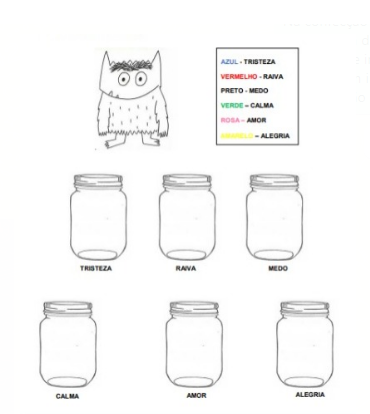 AZUL - TRISTEZA
VERMELHO - RAIVA
PRETO - MEDO
VERDE – CALMA
ROSA – AMOR
AMARELO – ALEGRIA
TRISTEZA
RAIVA
MEDO
CALMA
AMOR
ALEGRIA